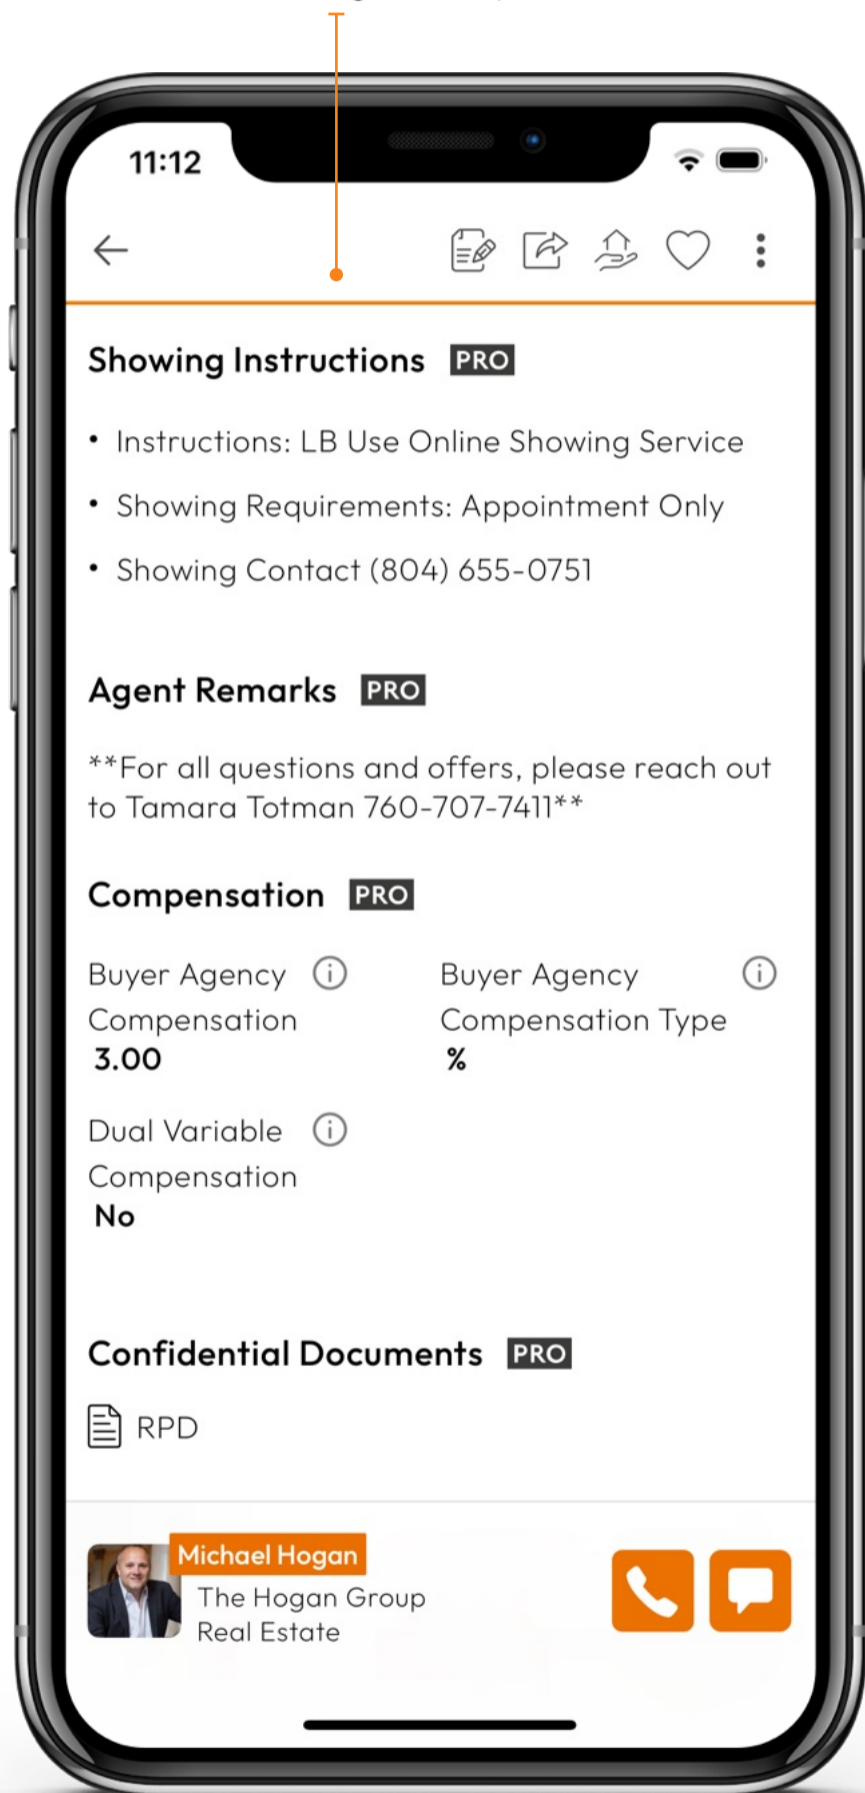 11:12
Showing Instructions PRO
• Instructions: LB Use Online Showing Service
• Showing Requirements: Appointment Only
• Showing Contact (804) 655-0751
Agent Remarks PRO
**For all questions and offers, please reach out
to Tamara Totman 760-707-7411**
Compensation PRO
Buyer Agency
Compensation
3.00
Buyer Agency
Compensation Type
%
Dual Variable
Compensation
No
Confidential Documents PRO
RPD
Michael Hogan
The Hogan Group
Real Estate